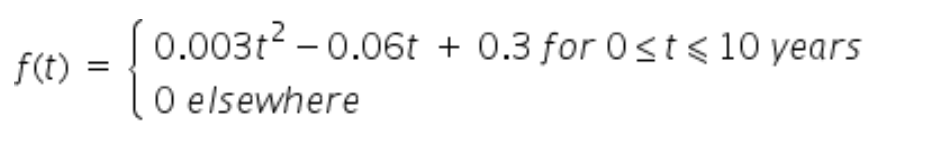 f(t) = { 0.003t² – 0.06t + 0.3 for 0 ≤ t ⩽ 10 years
0 elsewhere